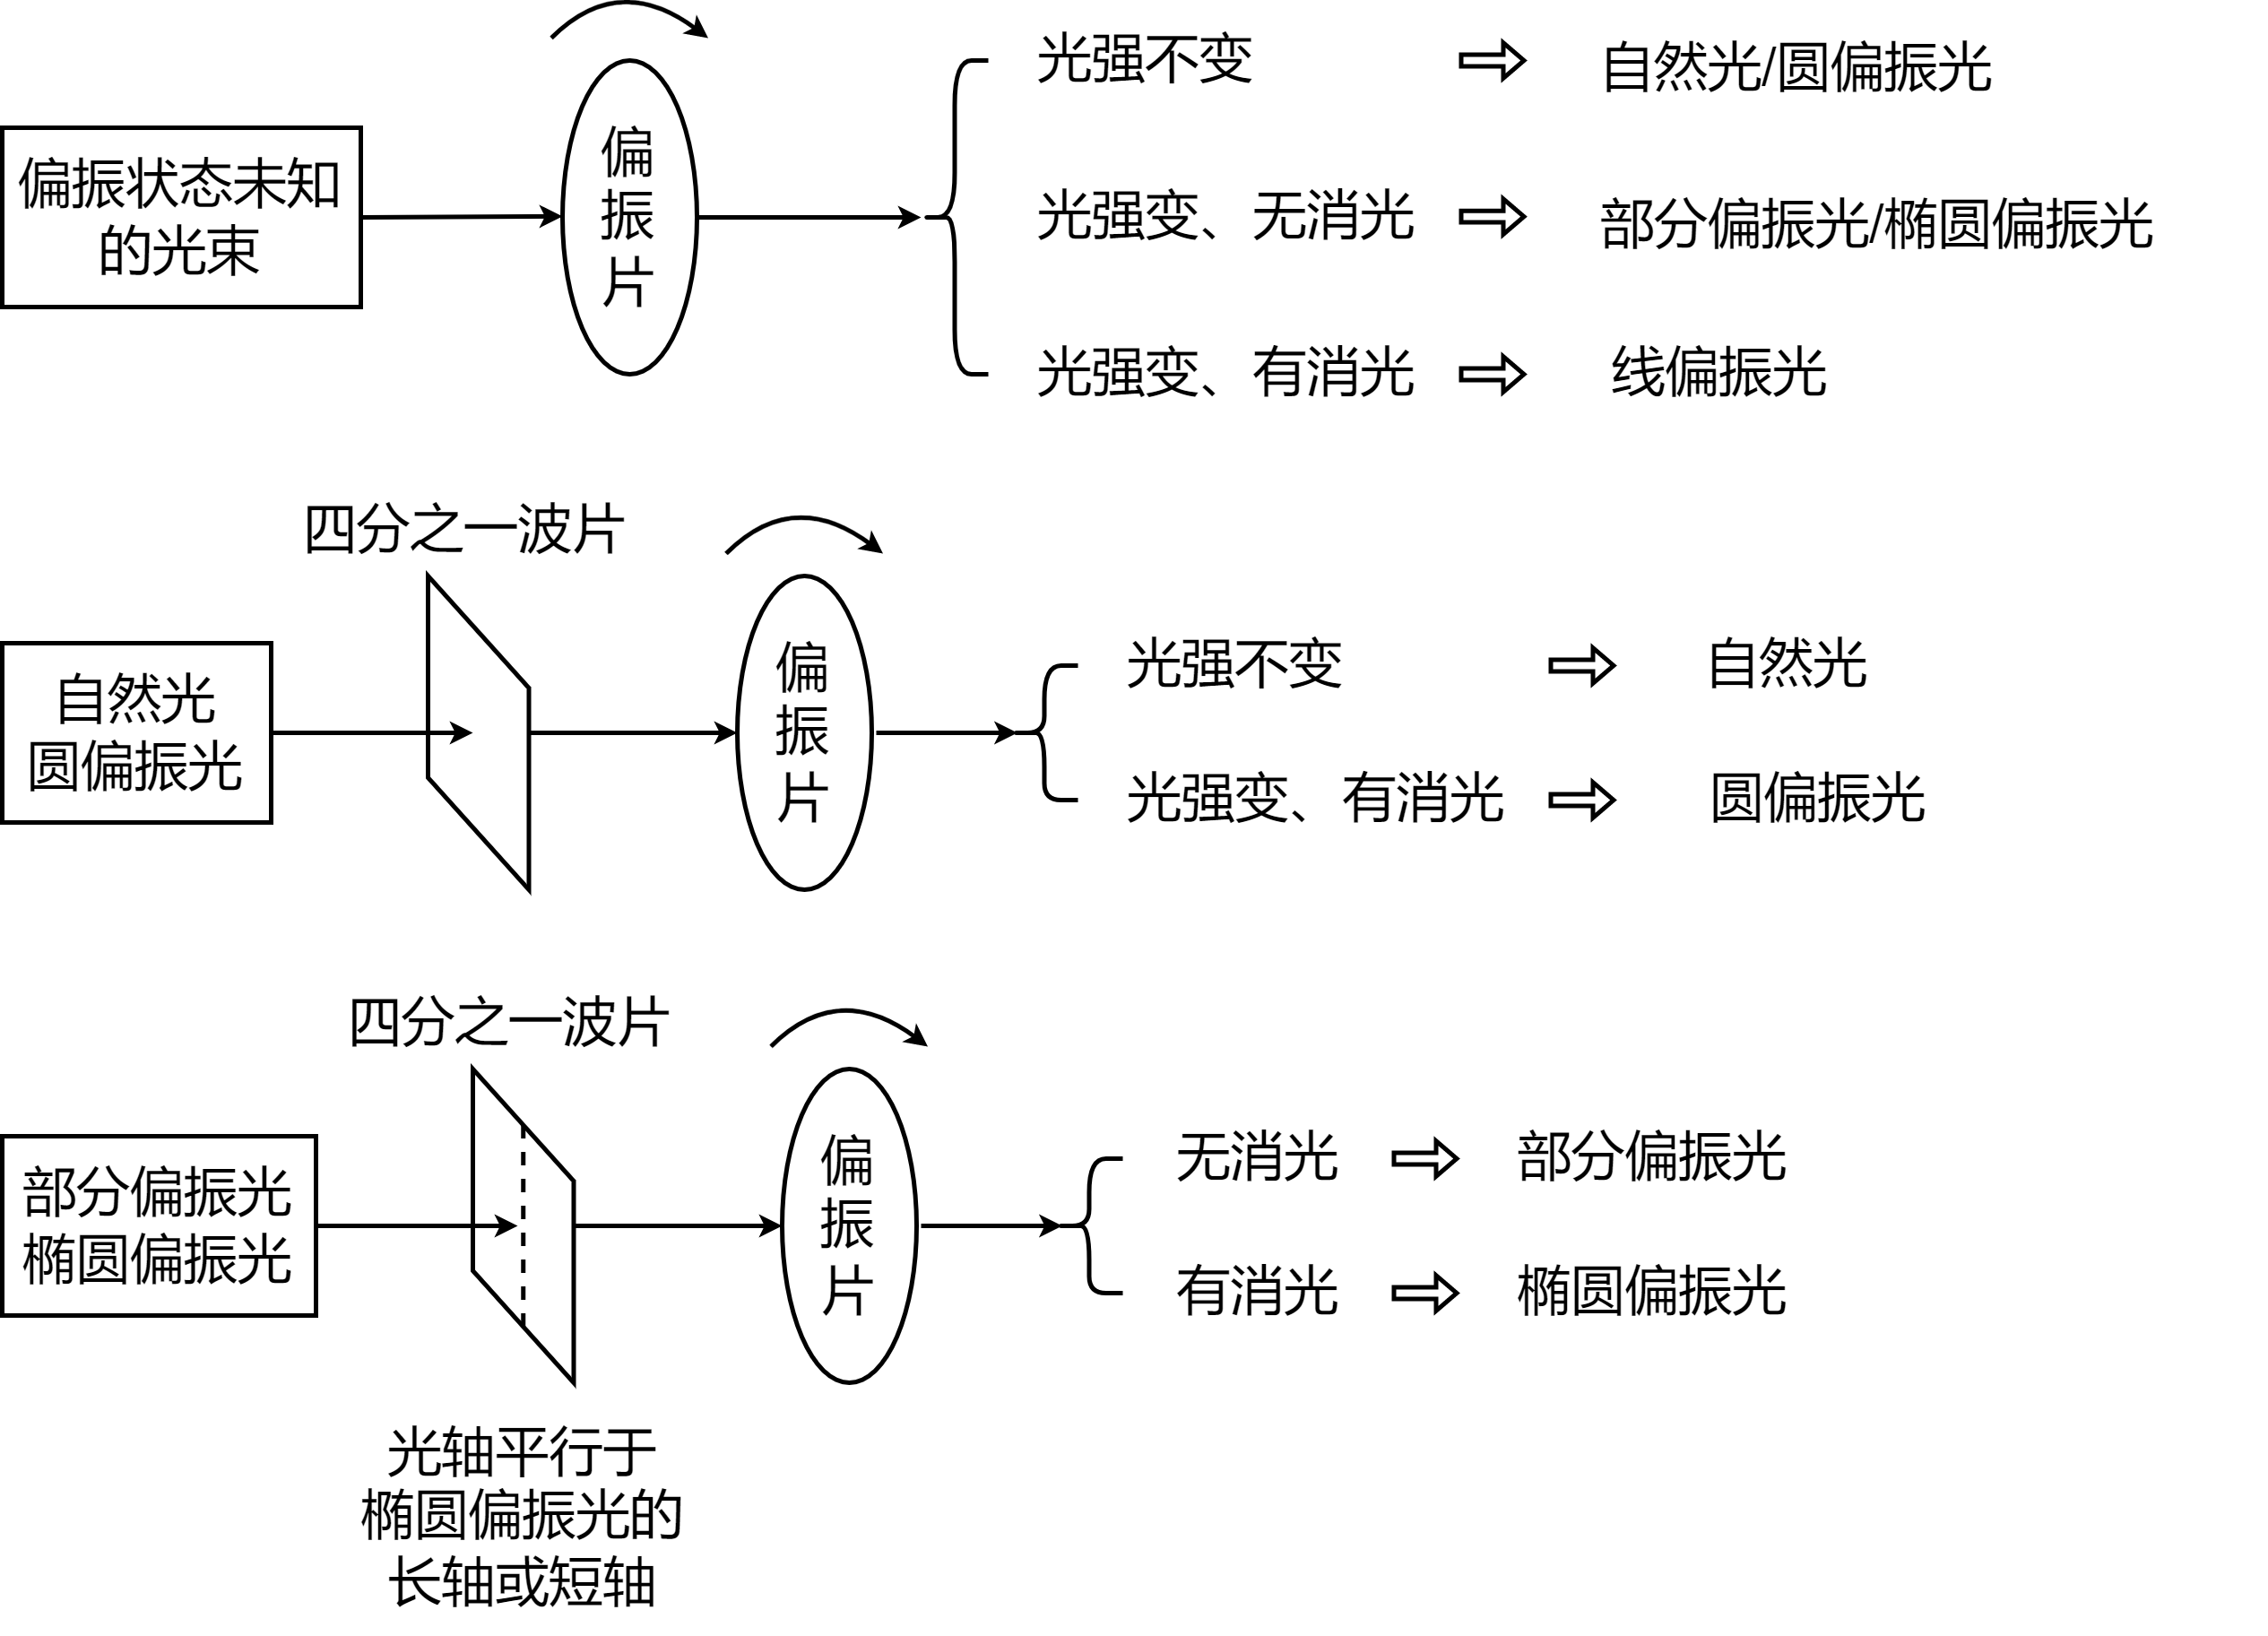 偏振状态未知
的光束
偏
振
片
光强不变
自然光/圆偏振光
光强变、无消光
部分偏振光/椭圆偏振光
光强变、有消光
线偏振光
四分之一波片
自然光
圆偏振光
偏
振
片
光强不变
自然光
光强变、有消光
圆偏振光
四分之一波片
部分偏振光
椭圆偏振光
偏
振
片
无消光
部分偏振光
有消光
椭圆偏振光
光轴平行于
椭圆偏振光的
长轴或短轴